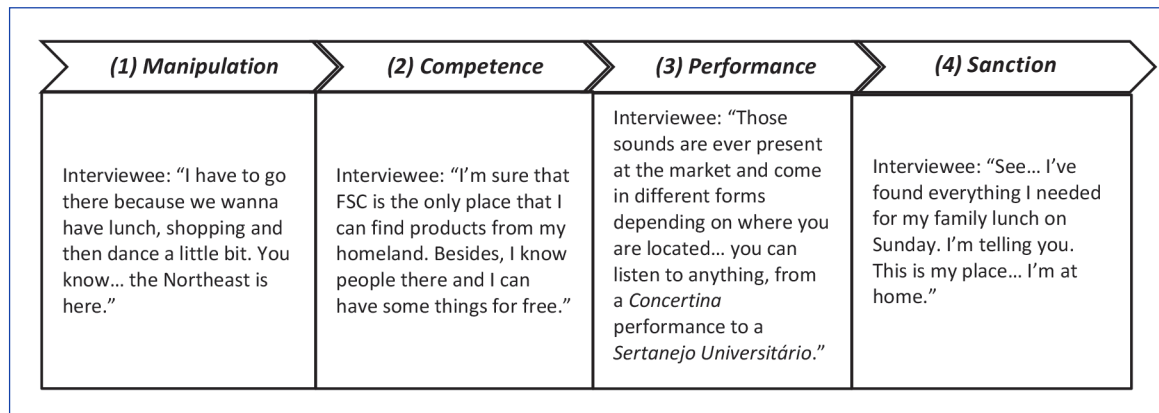 (1) Manipulation
(2) Competence
(3) Performance
(4) Sanction
Interviewee: “I have to go
there because we wanna
have lunch, shopping and
then dance a little bit. You
know… the Northeast is
here.”
Interviewee: “I’m sure that
FSC is the only place that I
can find products from my
homeland. Besides, I know
people there and I can
have some things for free.”
Interviewee: “Those
sounds are ever present
at the market and come
in different forms
depending on where you
are located… you can
listen to anything, from
a Concertina
performance to a
Sertanejo Universitário.”
Interviewee: “See… I’ve
found everything I needed
for my family lunch on
Sunday. I’m telling you.
This is my place… I’m at
home.”